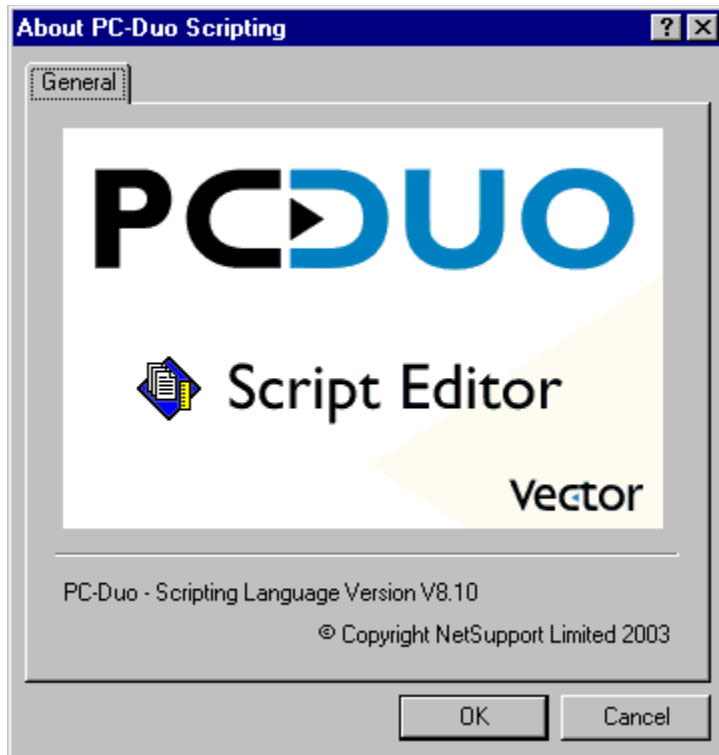 About PC-Duo Scripting
General
PCDUO
Script Editor
Vector
PC-Duo - Scripting Language Version V8.10
© Copyright NetSupport Limited 2003
OK Cancel